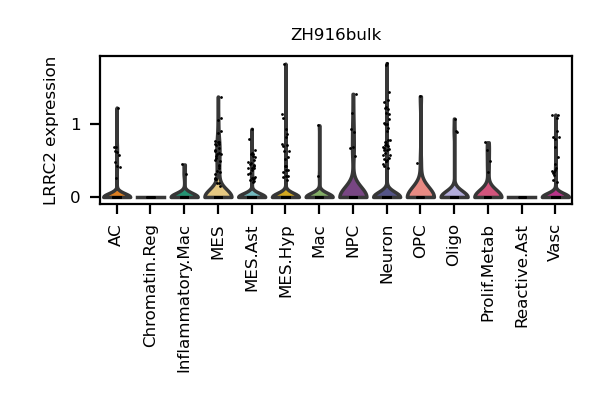 ZH916bulk
LRRC2 expression
1
0
AC
Chromatin.Reg
Inflammatory.Mac
MES
MES.Ast
MES.Hyp
Mac
NPC
Neuron
OPC
Oligo
Prolif.Metab
Reactive.Ast
Vasc